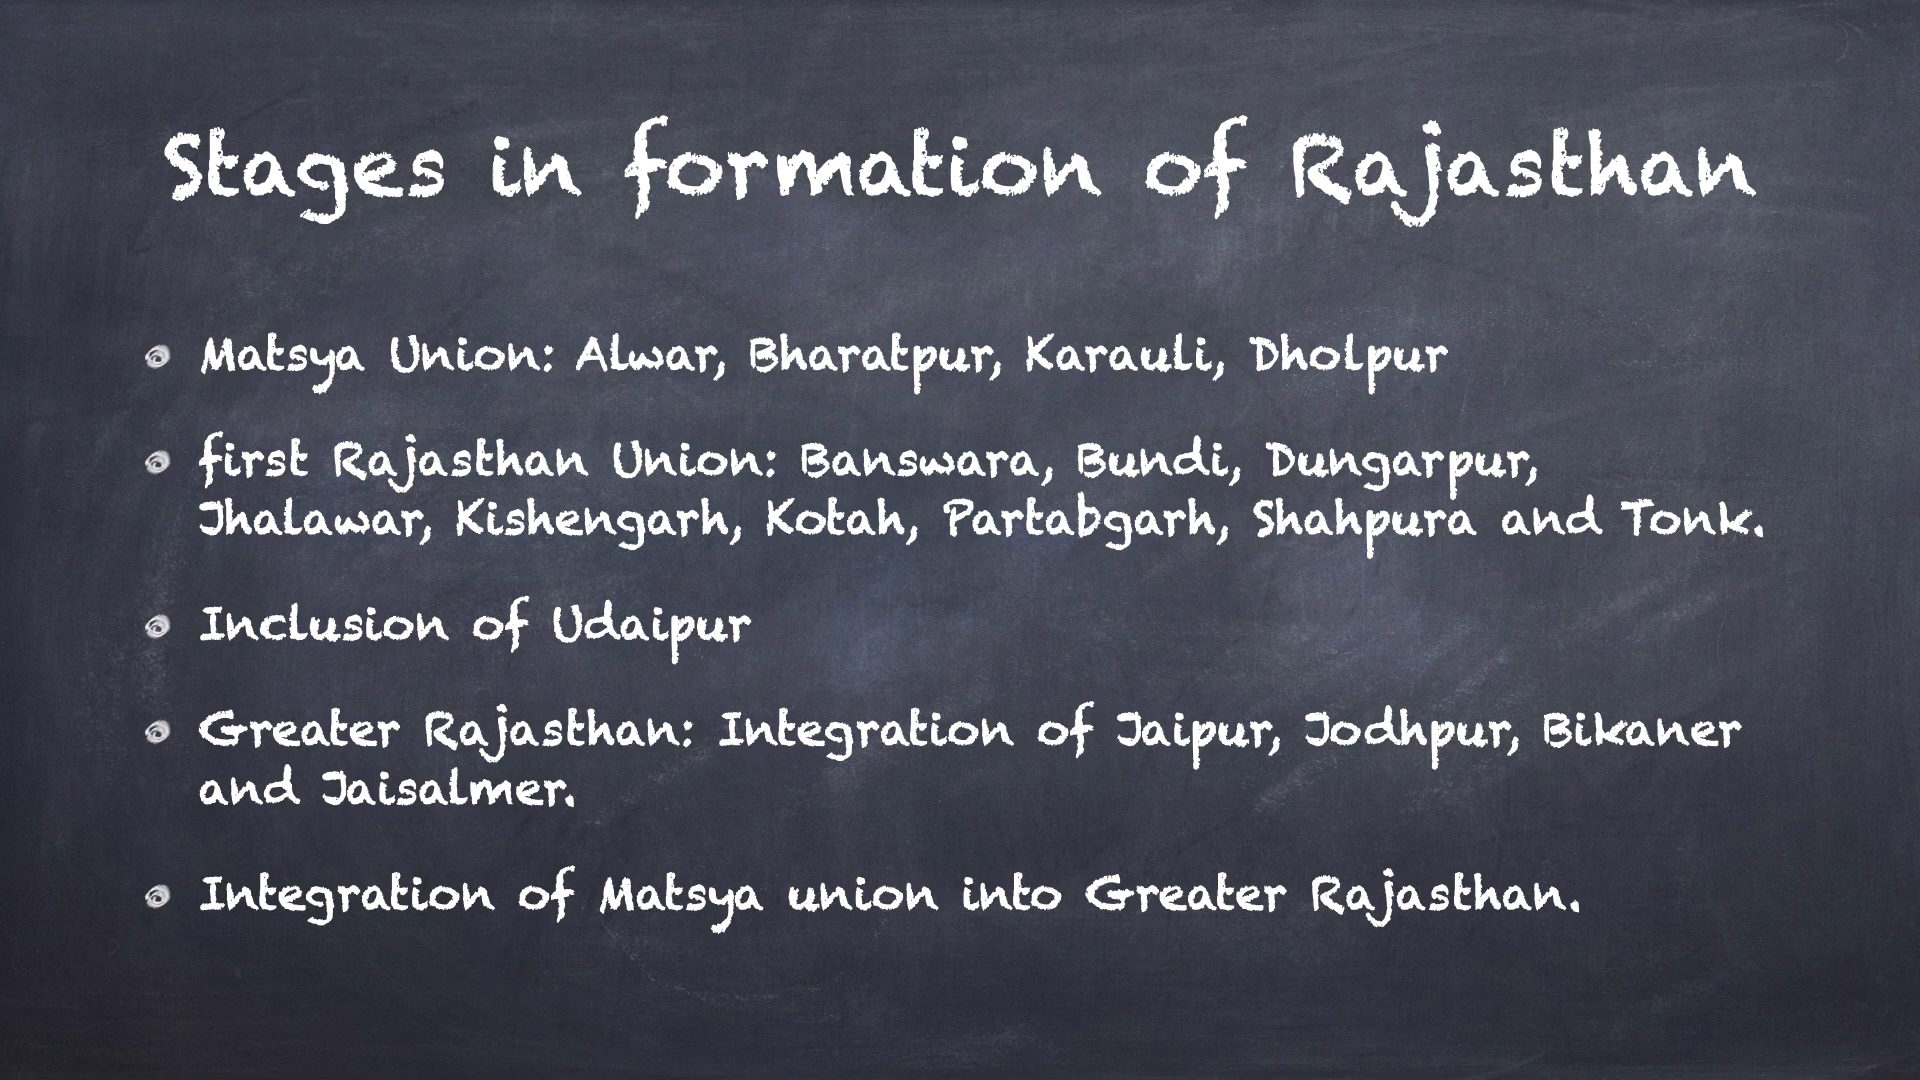 Stages in formation of Rajasthan
Matsya Union: Alwar, Bharatpur, Karauli, Dholpur
first Rajasthan Union: Banswara, Bundi, Dungarpur,
Jhalawar, Kishengarh, Kotah, Partabgarh, Shahpura and Tonk.
Inclusion of Udaipur
Greater Rajasthan: Integration of Jaipur, Jodhpur, Bikaner
and Jaisalmer.
Integration of Matsya union into Greater Rajasthan.